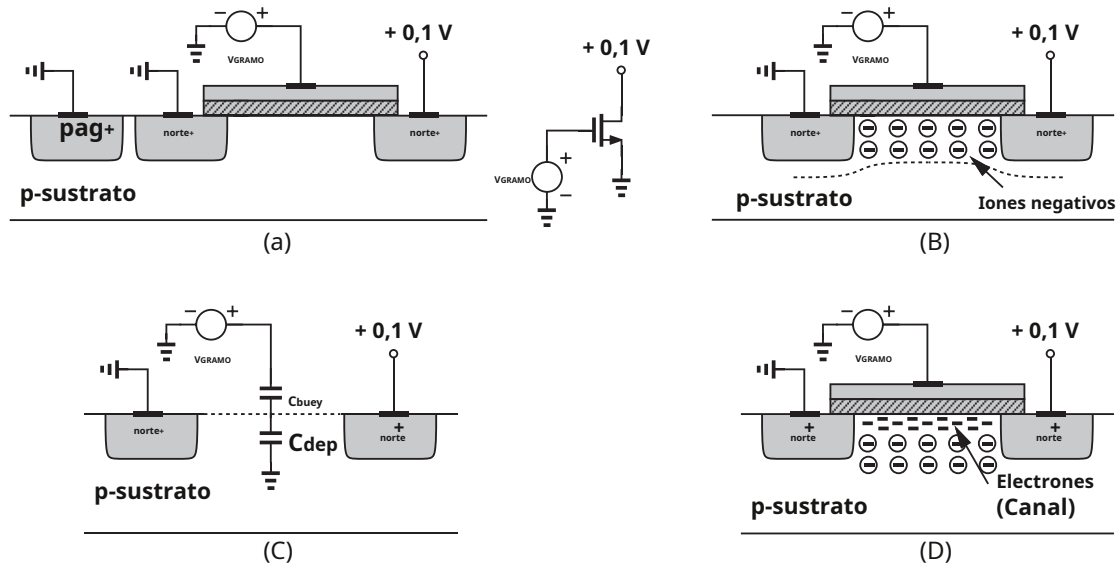 − +
+ 0,1 V
VGRAMO
pag+
norte+
norte+
p-sustrato
(a)
+ 0,1 V
+
VGRAMO
−
− +
+ 0,1 V
VGRAMO
norte+
norte+
p-sustrato
Iones negativos
(B)
− +
+ 0,1 V
VGRAMO
Cbuey
norte+
+
norte
Cdep
p-sustrato
(C)
− +
+ 0,1 V
VGRAMO
+
norte
+
norte
Electrones
(Canal)
p-sustrato
(D)